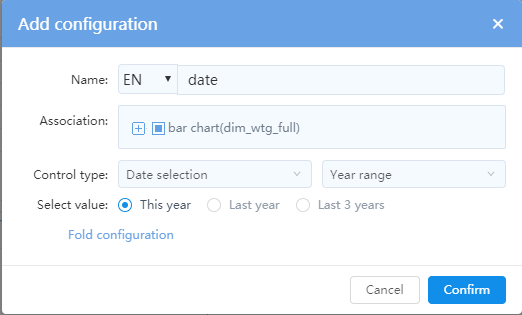 Add configuration
Name: EN date
Association: bar chart(dim_wtg_full)
Control type: Date selection Year range
Select value: This year Last year Last 3 years
Fold configuration
Cancel Confirm